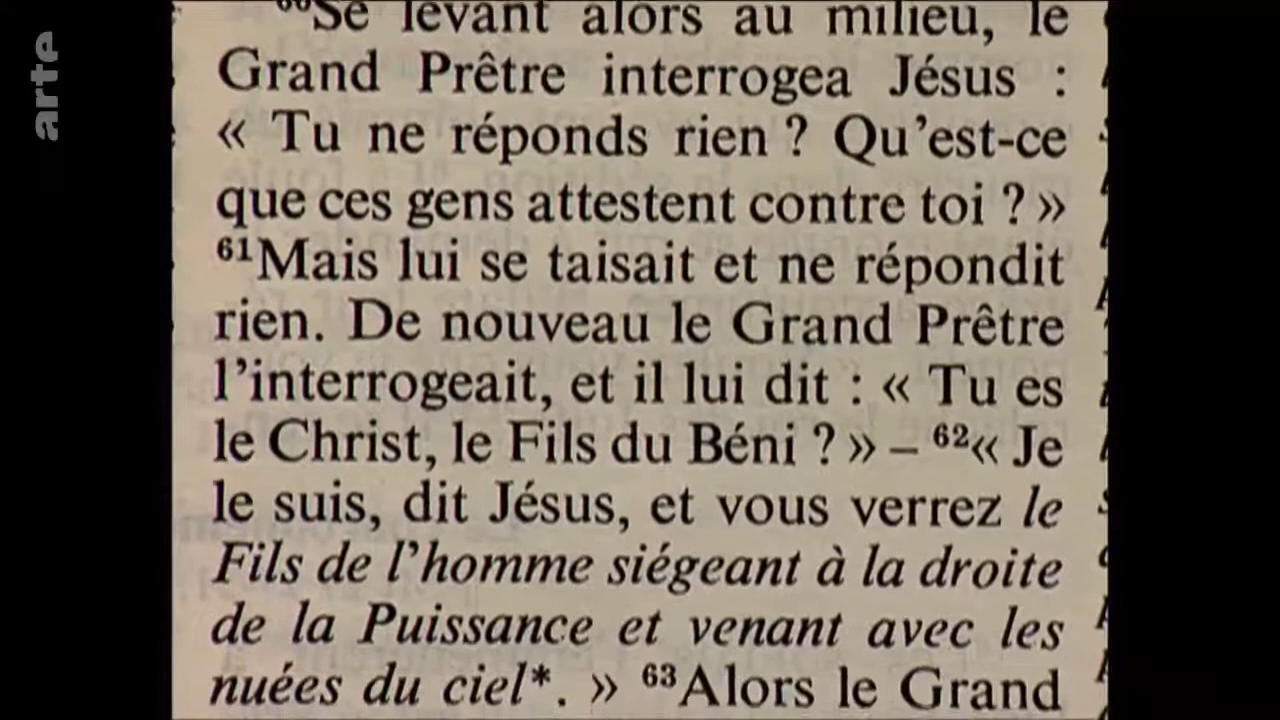 arte
60Se levant alors au milieu, le
Grand Prêtre interrogea Jésus :
« Tu ne réponds rien ? Qu’est-ce
que ces gens attestent contre toi ? »
61Mais lui se taisait et ne répondit
rien. De nouveau le Grand Prêtre
l’interrogeait, et il lui dit : « Tu es
le Christ, le Fils du Béni ? » – 62« Je
le suis, dit Jésus, et vous verrez le
Fils de l’homme siégeant à la droite
de la Puissance et venant avec les
nuées du ciel*. » 63Alors le Grand